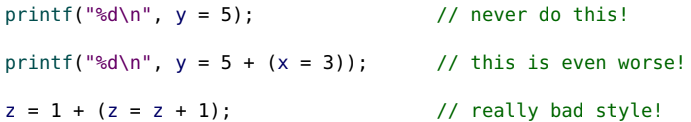 printf("%d\n", y = 5); // never do this!
printf("%d\n", y = 5 + (x = 3)); // this is even worse!
z = 1 + (z = z + 1); // really bad style!